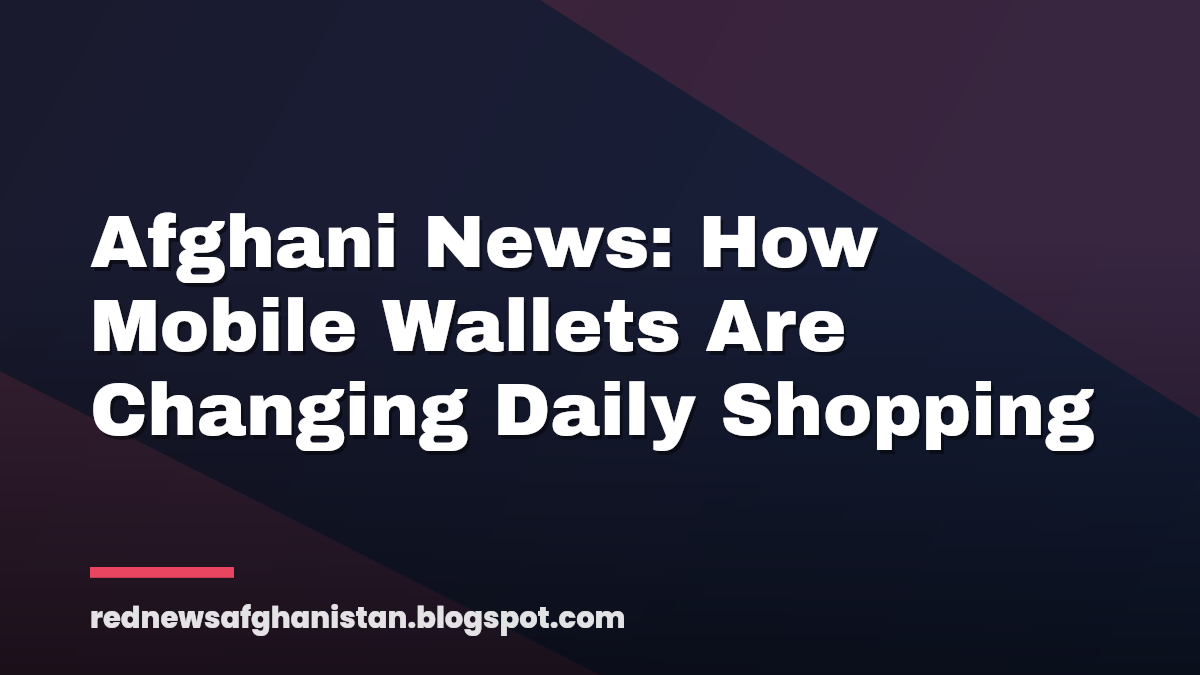 Afghani News: How
Mobile Wallets Are
Changing Daily Shopping
rednewsafghanistan.blogspot.com